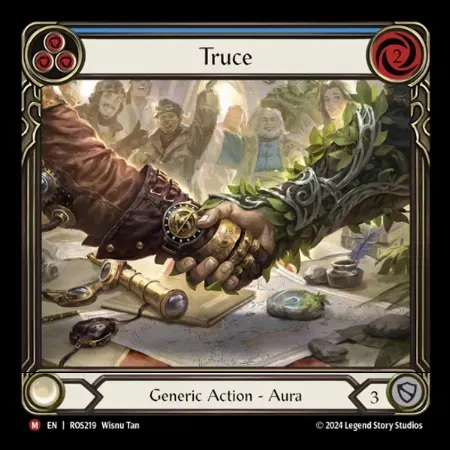 Truce
2
Generic Action - Aura
3
M EN | ROS219 Wisnu Tan
© 2024 Legend Story Studios